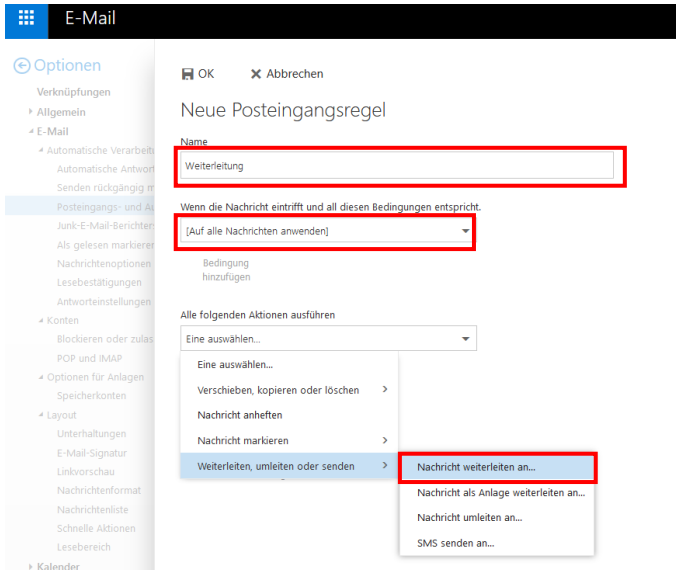 E-Mail
Optionen
Verknüpfungen
Allgemein
E-Mail
Automatische Verarbeit
Automatische Antwort
Senden rückgängig m
Posteingangs- und Au
Junk-E-Mail-Berichter
Als gelesen markieren
Nachrichtenoptionen
Lesebestätigungen
Antworteinstellungen
Konten
Blockieren oder zulas
POP und IMAP
Optionen für Anlagen
Speicherkonten
Layout
Unterhaltungen
E-Mail-Signatur
Linkvorschau
Nachrichtenformat
Nachrichtenliste
Schnelle Aktionen
Lesebereich
Kalender
OK Abbrechen
Neue Posteingangsregel
Name
Weiterleitung
Wenn die Nachricht eintrifft und all diesen Bedingungen entspricht.
[Auf alle Nachrichten anwenden]
Bedingung
hinzufügen
Alle folgenden Aktionen ausführen
Eine auswählen...
Eine auswählen...
Verschieben, kopieren oder löschen
Nachricht anheften
Nachricht markieren
Weiterleiten, umleiten oder senden
Nachricht weiterleiten an...
Nachricht als Anlage weiterleiten an...
Nachricht umleiten an...
SMS senden an...